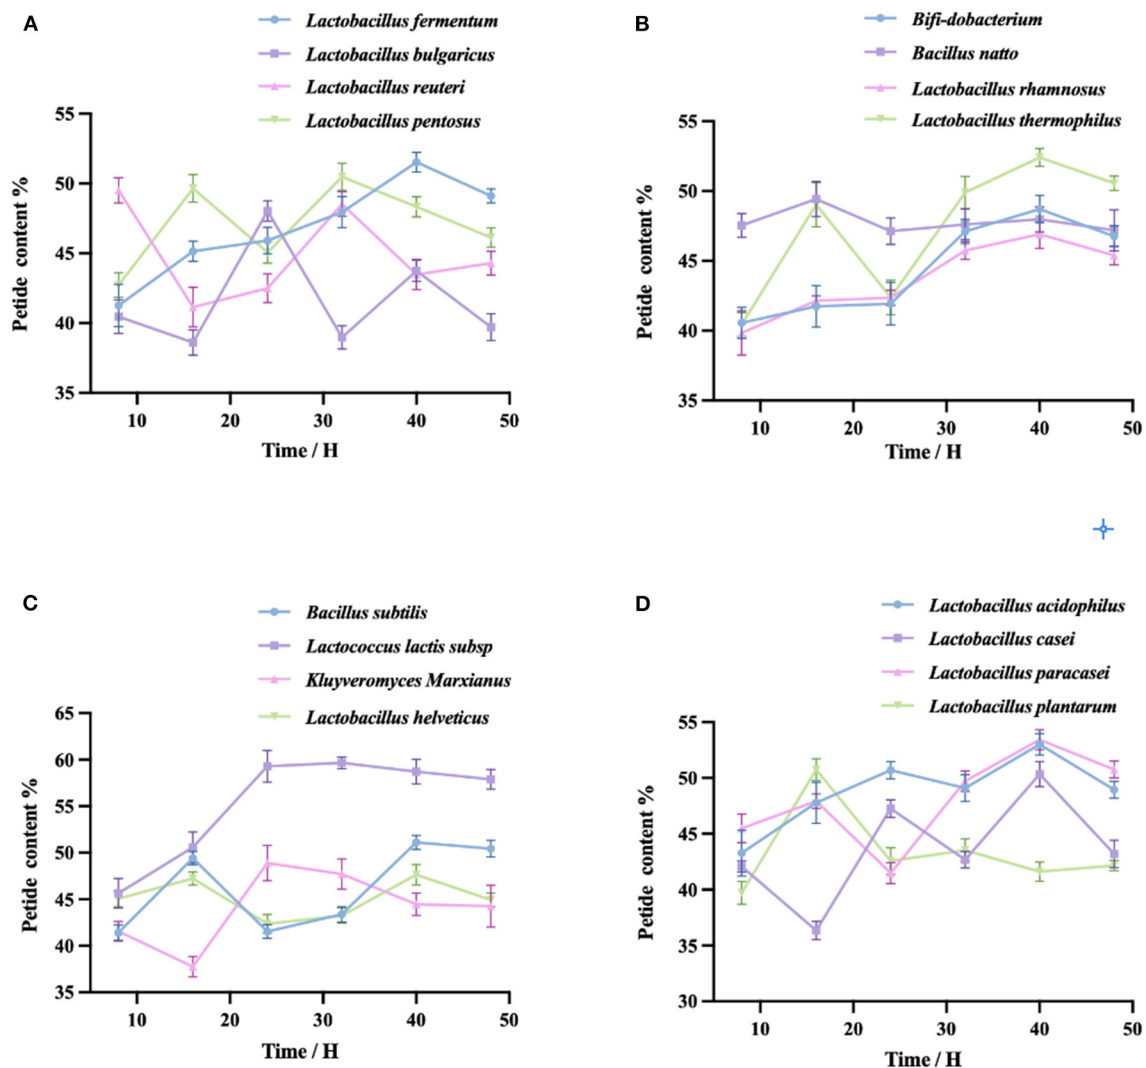 A
Lactobacillus fermentum
Lactobacillus bulgaricus
Lactobacillus reuteri
Lactobacillus pentosus
55
50
45
40
35
Petide content %
10 20 30 40 50
Time / H
B
Bifi-dobacterium
Bacillus natto
Lactobacillus rhamnosus
Lactobacillus thermophilus
55
50
45
40
35
Petide content %
10 20 30 40 50
Time / H
C
Bacillus subtilis
Lactococcus lactis subsp
Kluyveromyces Marxianus
Lactobacillus helveticus
65
60
55
50
45
40
35
Petide content %
10 20 30 40 50
Time / H
D
Lactobacillus acidophilus
Lactobacillus casei
Lactobacillus paracasei
Lactobacillus plantarum
55
50
45
40
35
30
Petide content %
10 20 30 40 50
Time / H